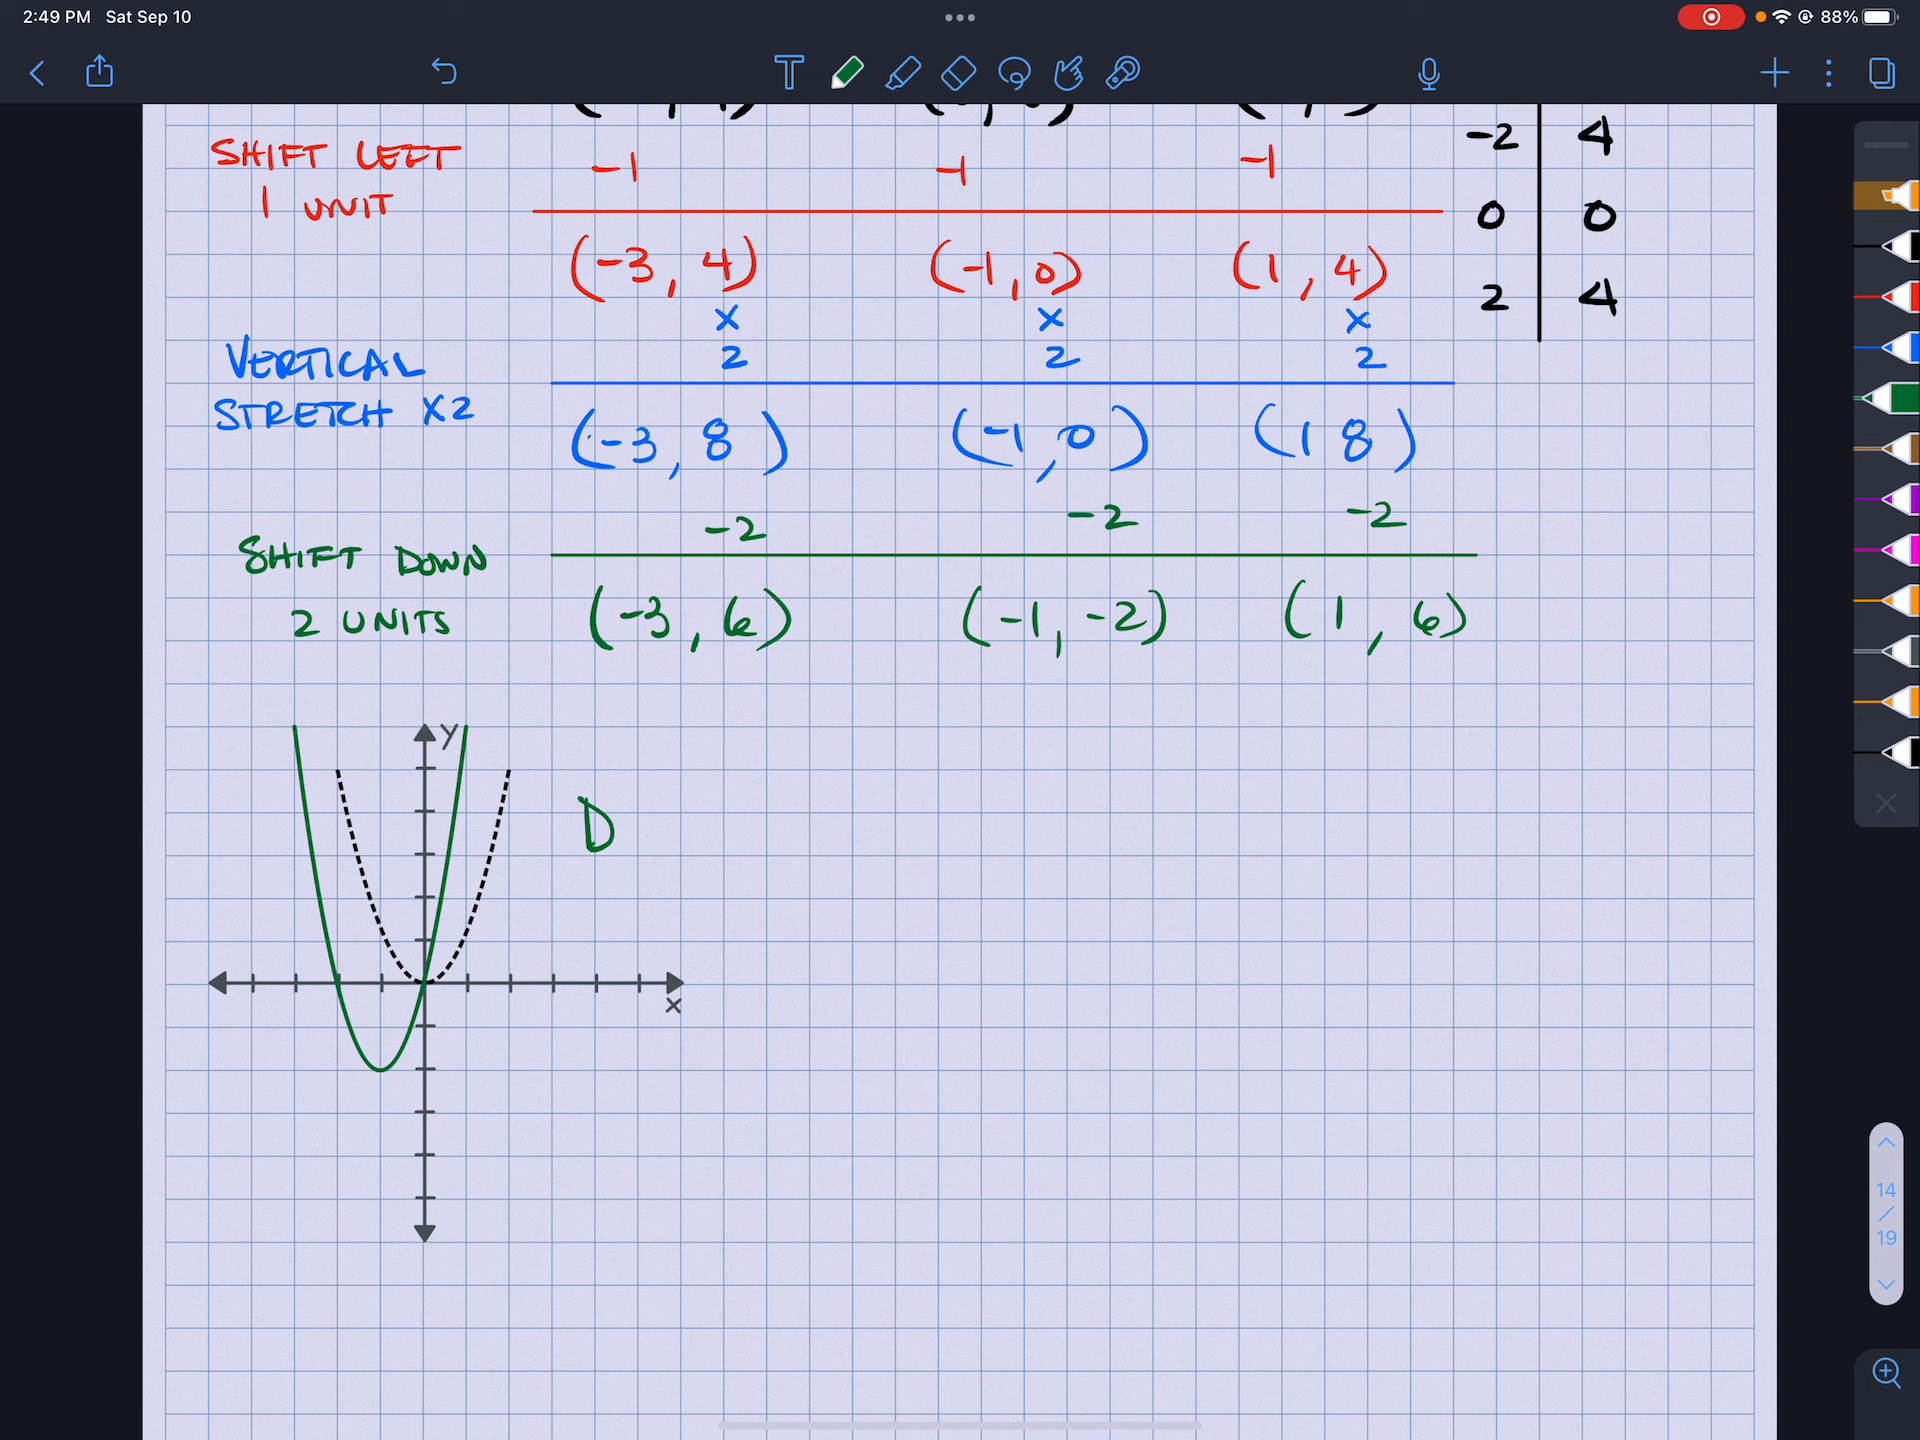 2:49 PM Sat Sep 10
88%
SHIFT LEFT
1 UNIT
-1 -1 -1
(-3, 4) (-1, 0) (1, 4)
x x x
2 2 2
VERTICAL
STRETCH X2
(-3, 8) (-1, 0) (1 8)
-2 -2 -2
SHIFT DOWN
2 UNITS
(-3, 6) (-1, -2) (1, 6)
-2 4
0 0
2 4
y
D
x
14
/
19